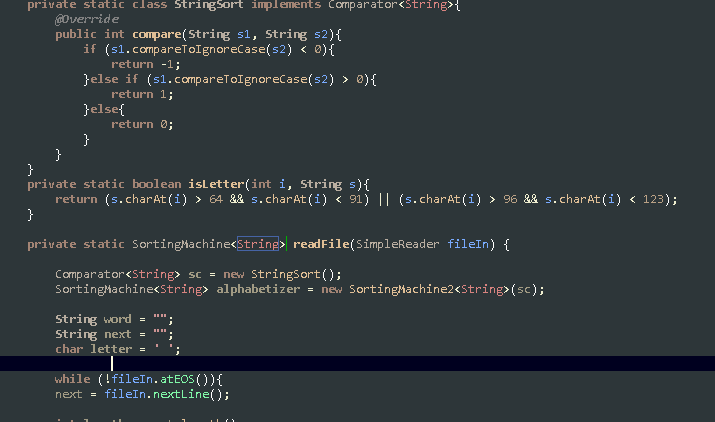 private static class StringSort implements Comparator<String>{
@Override
public int compare(String s1, String s2){
if (s1.compareToIgnoreCase(s2) < 0){
return -1;
}else if (s1.compareToIgnoreCase(s2) > 0){
return 1;
}else{
return 0;
}
}
}
private static boolean isLetter(int i, String s){
return (s.charAt(i) > 64 && s.charAt(i) < 91) || (s.charAt(i) > 96 && s.charAt(i) < 123);
}
private static SortingMachine<String> readFile(SimpleReader fileIn) {
Comparator<String> sc = new StringSort();
SortingMachine<String> alphabetizer = new SortingMachine2<String>(sc);
String word = "";
String next = "";
char letter = ' ';
while (!fileIn.atEOS()){
next = fileIn.nextLine();